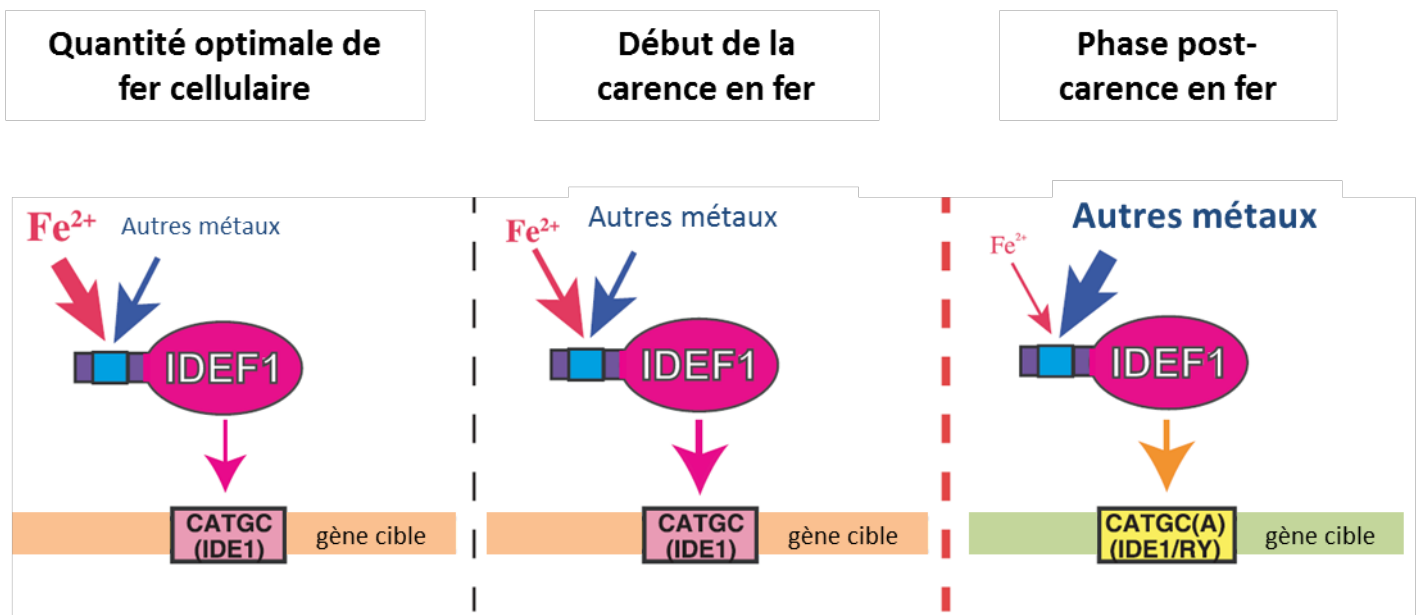 Quantité optimale de
fer cellulaire
Début de la
carence en fer
Phase post-
carence en fer
Fe²⁺
Autres métaux
IDEF1
CATGC
(IDE1)
gène cible
Fe²⁺
Autres métaux
IDEF1
CATGC
(IDE1)
gène cible
Fe²⁺
Autres métaux
IDEF1
CATGC(A)
(IDE1/RY)
gène cible